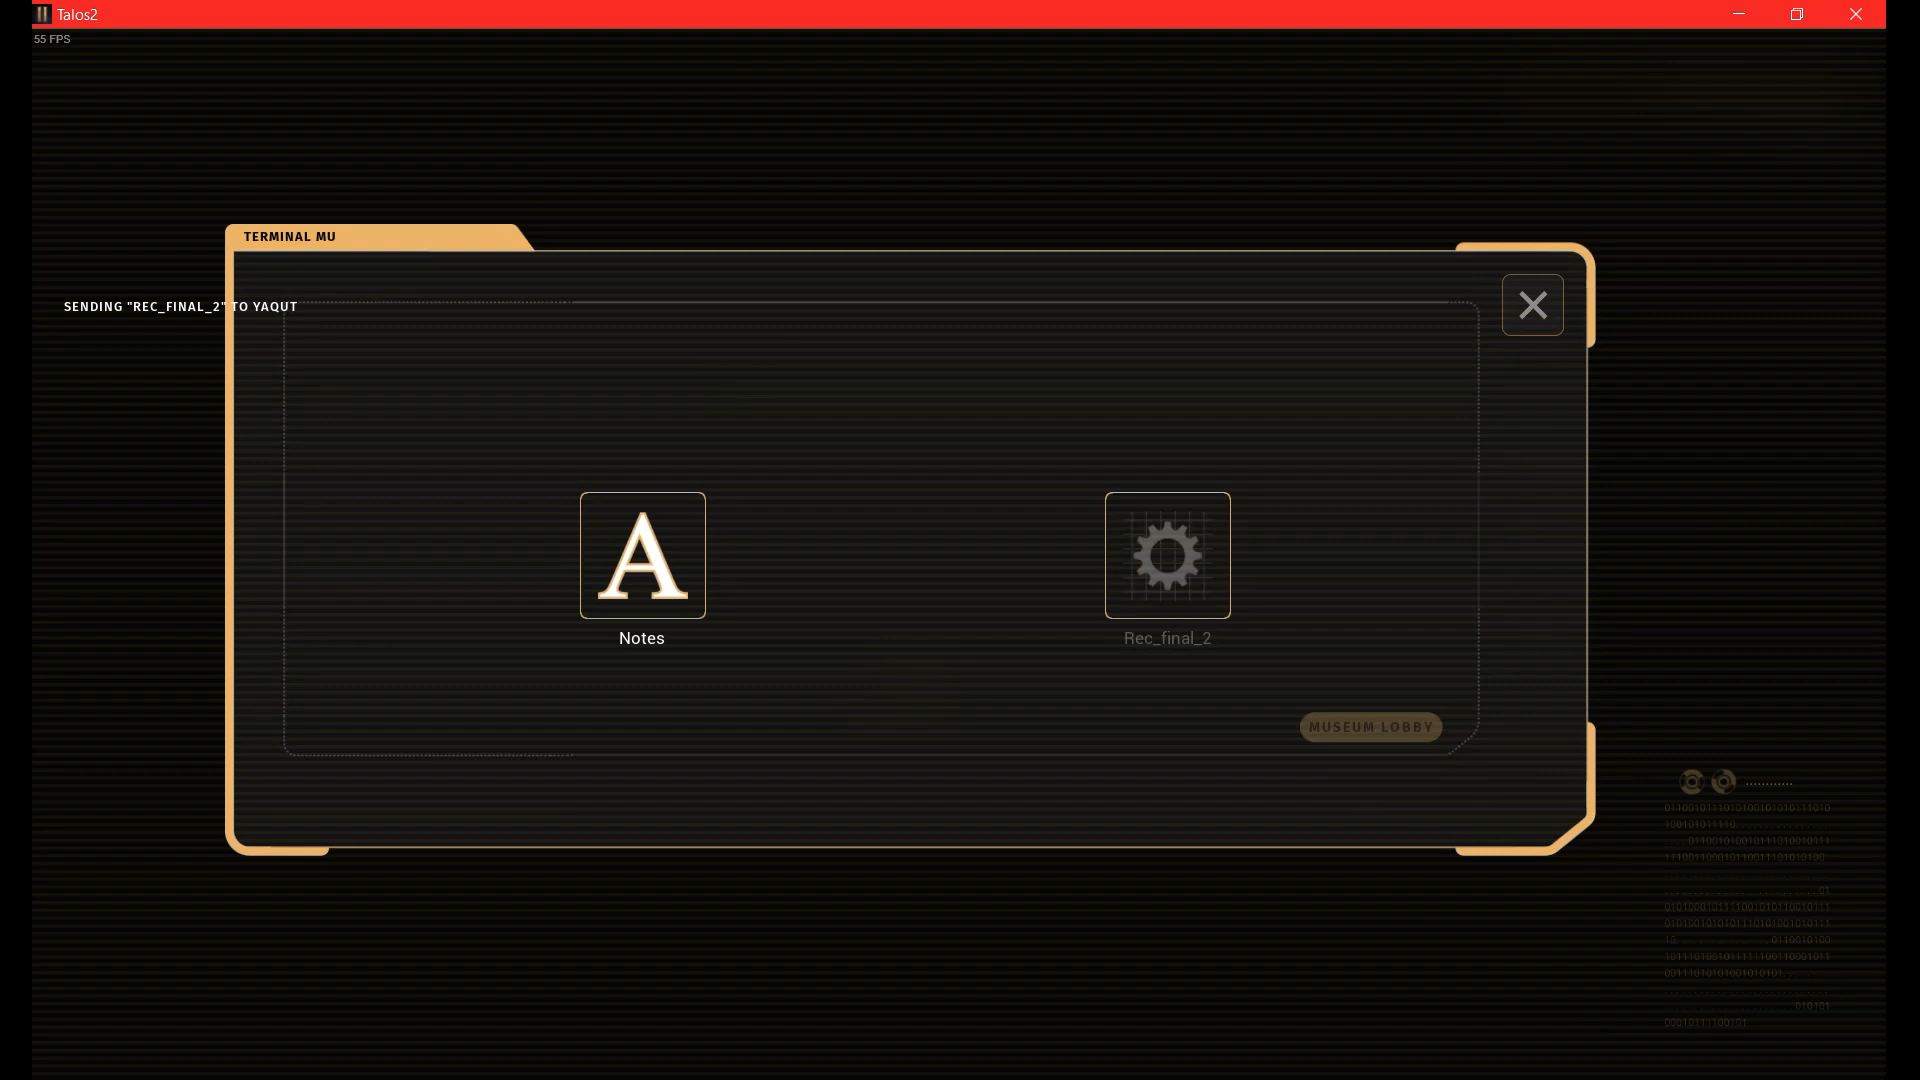 Talos2
55 FPS
TERMINAL MU
SENDING "REC_FINAL_2" TO YAQUT
A
Notes
Rec_final_2
MUSEUM LOBBY